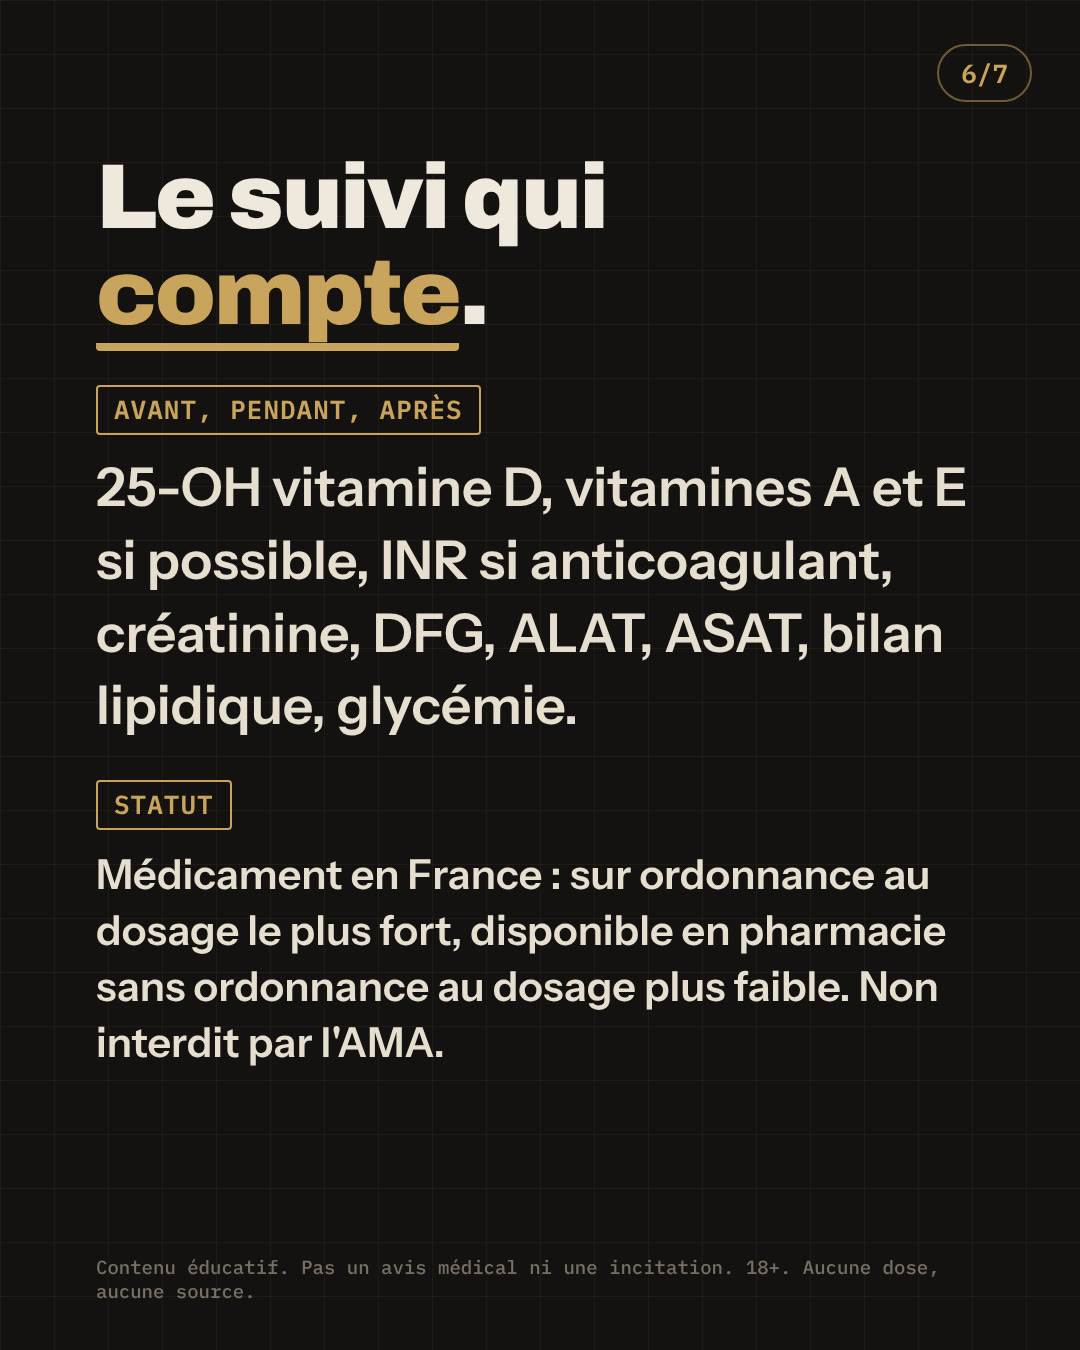 6/7
Le suivi qui
compte.
AVANT, PENDANT, APRÈS
25-OH vitamine D, vitamines A et E
si possible, INR si anticoagulant,
créatinine, DFG, ALAT, ASAT, bilan
lipidique, glycémie.
STATUT
Médicament en France : sur ordonnance au
dosage le plus fort, disponible en pharmacie
sans ordonnance au dosage plus faible. Non
interdit par l'AMA.
Contenu éducatif. Pas un avis médical ni une incitation. 18+. Aucune dose,
aucune source.